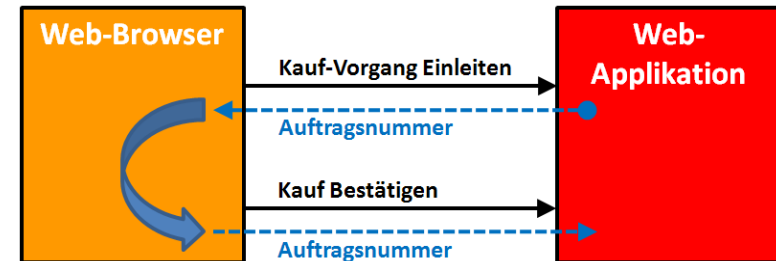 Web-Browser
Web-
Applikation
Kauf-Vorgang Einleiten
Auftragsnummer
Kauf Bestätigen
Auftragsnummer